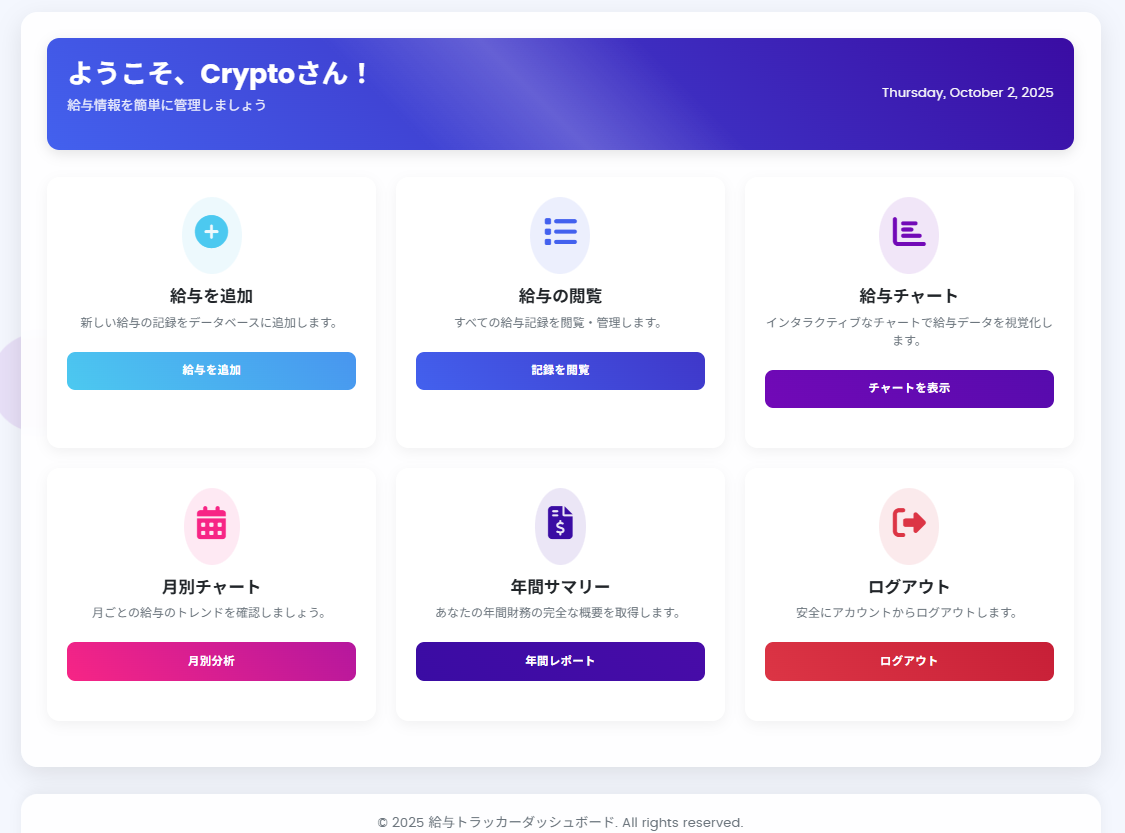 ようこそ、Cryptoさん！
給与情報を簡単に管理しましょう
Thursday, October 2, 2025
給与を追加
新しい給与の記録をデータベースに追加します。
給与を追加
給与の閲覧
すべての給与記録を閲覧・管理します。
記録を閲覧
給与チャート
インタラクティブなチャートで給与データを視覚化し
ます。
チャートを表示
月別チャート
月ごとの給与のトレンドを確認しましょう。
月別分析
年間サマリー
あなたの年間財務の完全な概要を取得します。
年間レポート
ログアウト
安全にアカウントからログアウトします。
ログアウト
© 2025 給与トラッカーダッシュボード. All rights reserved.